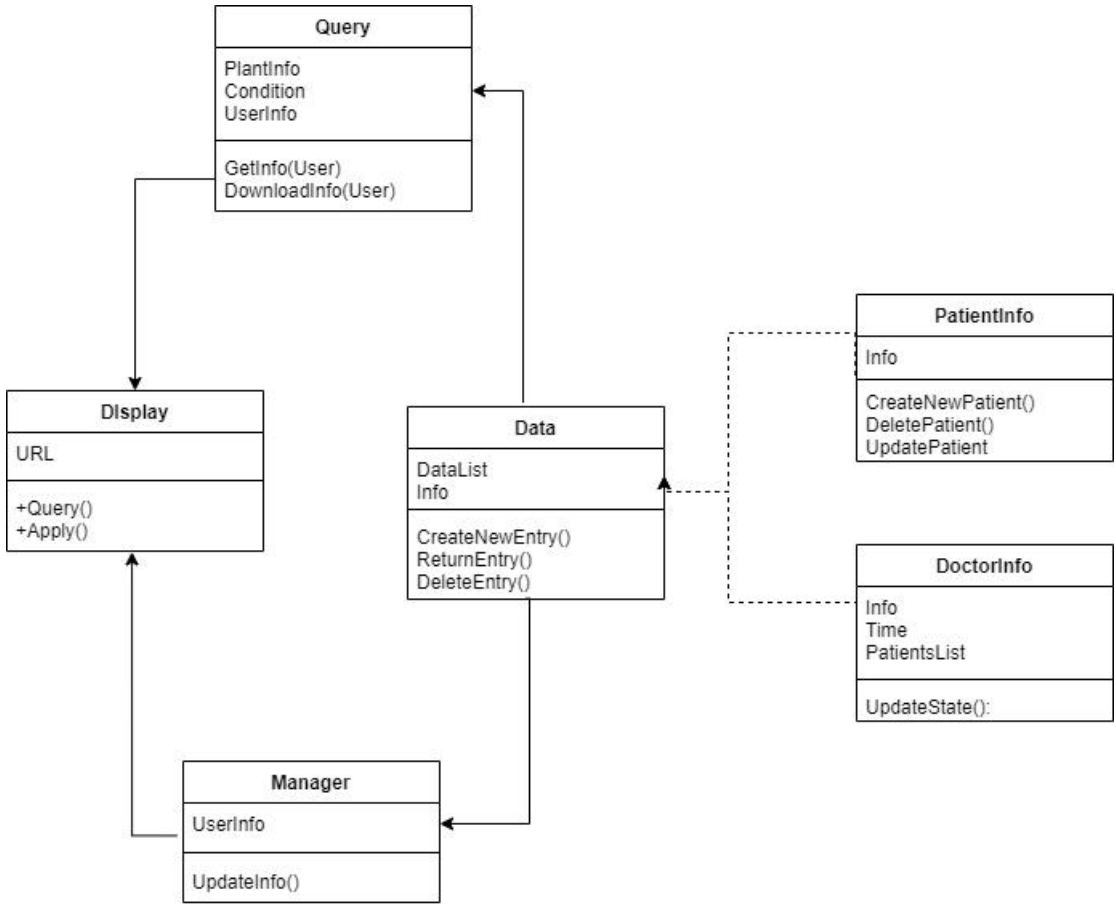 Query
PlantInfo
Condition
UserInfo
GetInfo(User)
DownloadInfo(User)
PatientInfo
Info
CreateNewPatient()
DeletePatient()
UpdatePatient
DIsplay
URL
+Query()
+Apply()
Data
DataList
Info
CreateNewEntry()
ReturnEntry()
DeleteEntry()
DoctorInfo
Info
Time
PatientsList
UpdateState():
Manager
UserInfo
UpdateInfo()